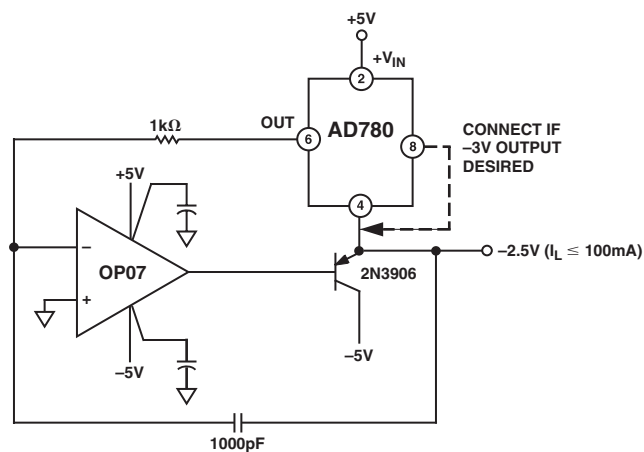 +5V
+VIN
2
1kΩ
OUT
6
AD780
8
CONNECT IF
–3V OUTPUT
DESIRED
4
+5V
–
OP07
+
2N3906
–2.5V (IL ≤ 100mA)
–5V
–5V
1000pF